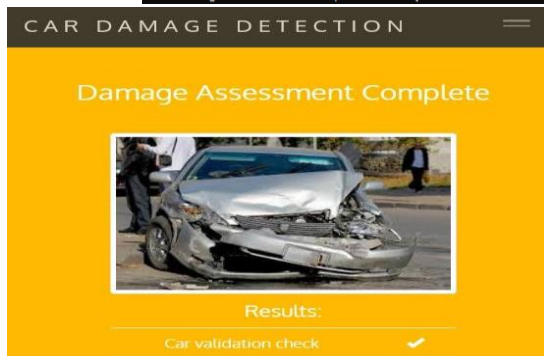 CAR DAMAGE DETECTION
Damage Assessment Complete
Results:
Car validation check